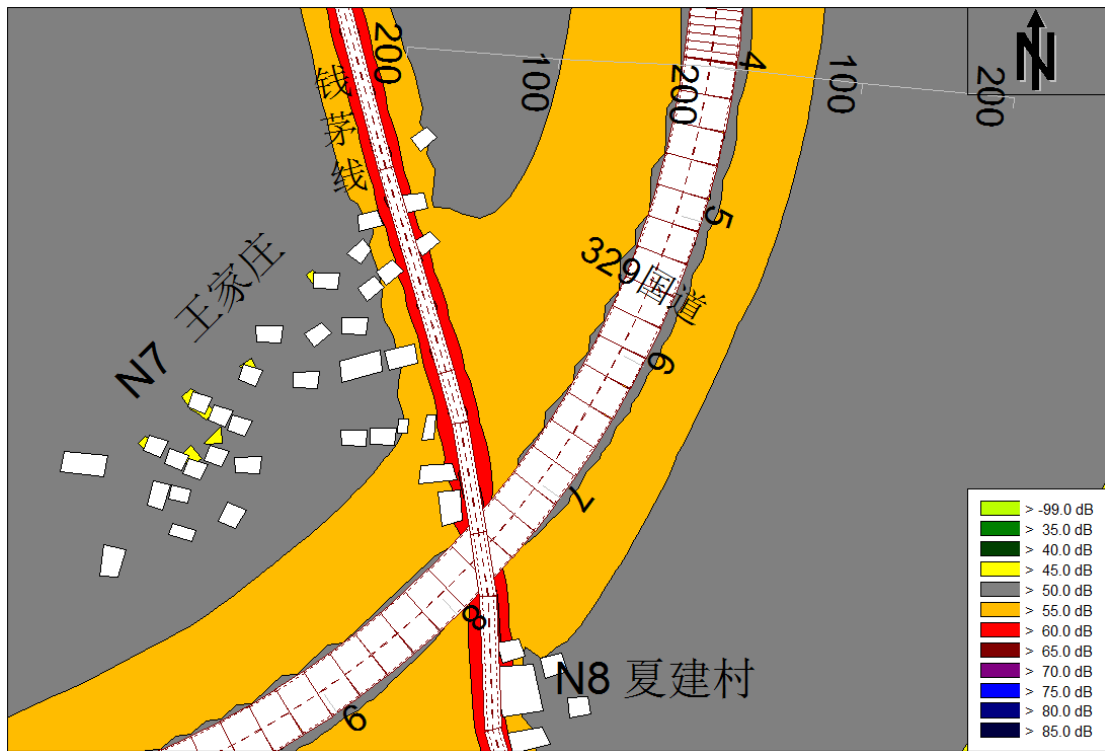 N
200
100
200
4
100
200
钱茅线
5
329国道
6
N7 王家庄
7
8
N8 夏建村
9
> -99.0 dB
> 35.0 dB
> 40.0 dB
> 45.0 dB
> 50.0 dB
> 55.0 dB
> 60.0 dB
> 65.0 dB
> 70.0 dB
> 75.0 dB
> 80.0 dB
> 85.0 dB